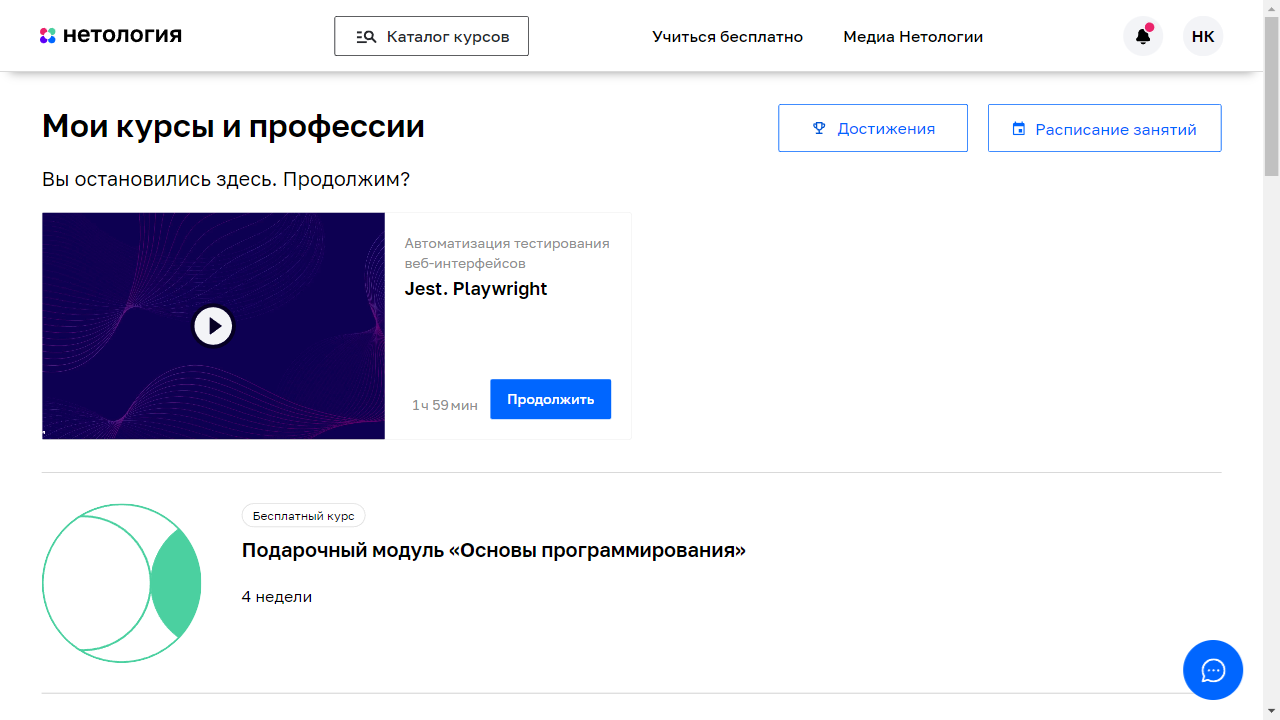 нетология
Каталог курсов
Учиться бесплатно
Медиа Нетологии
НК
Мои курсы и профессии
Достижения
Расписание занятий
Вы остановились здесь. Продолжим?
Автоматизация тестирования
веб-интерфейсов
Jest. Playwright
1 ч 59 мин
Продолжить
Бесплатный курс
Подарочный модуль «Основы программирования»
4 недели